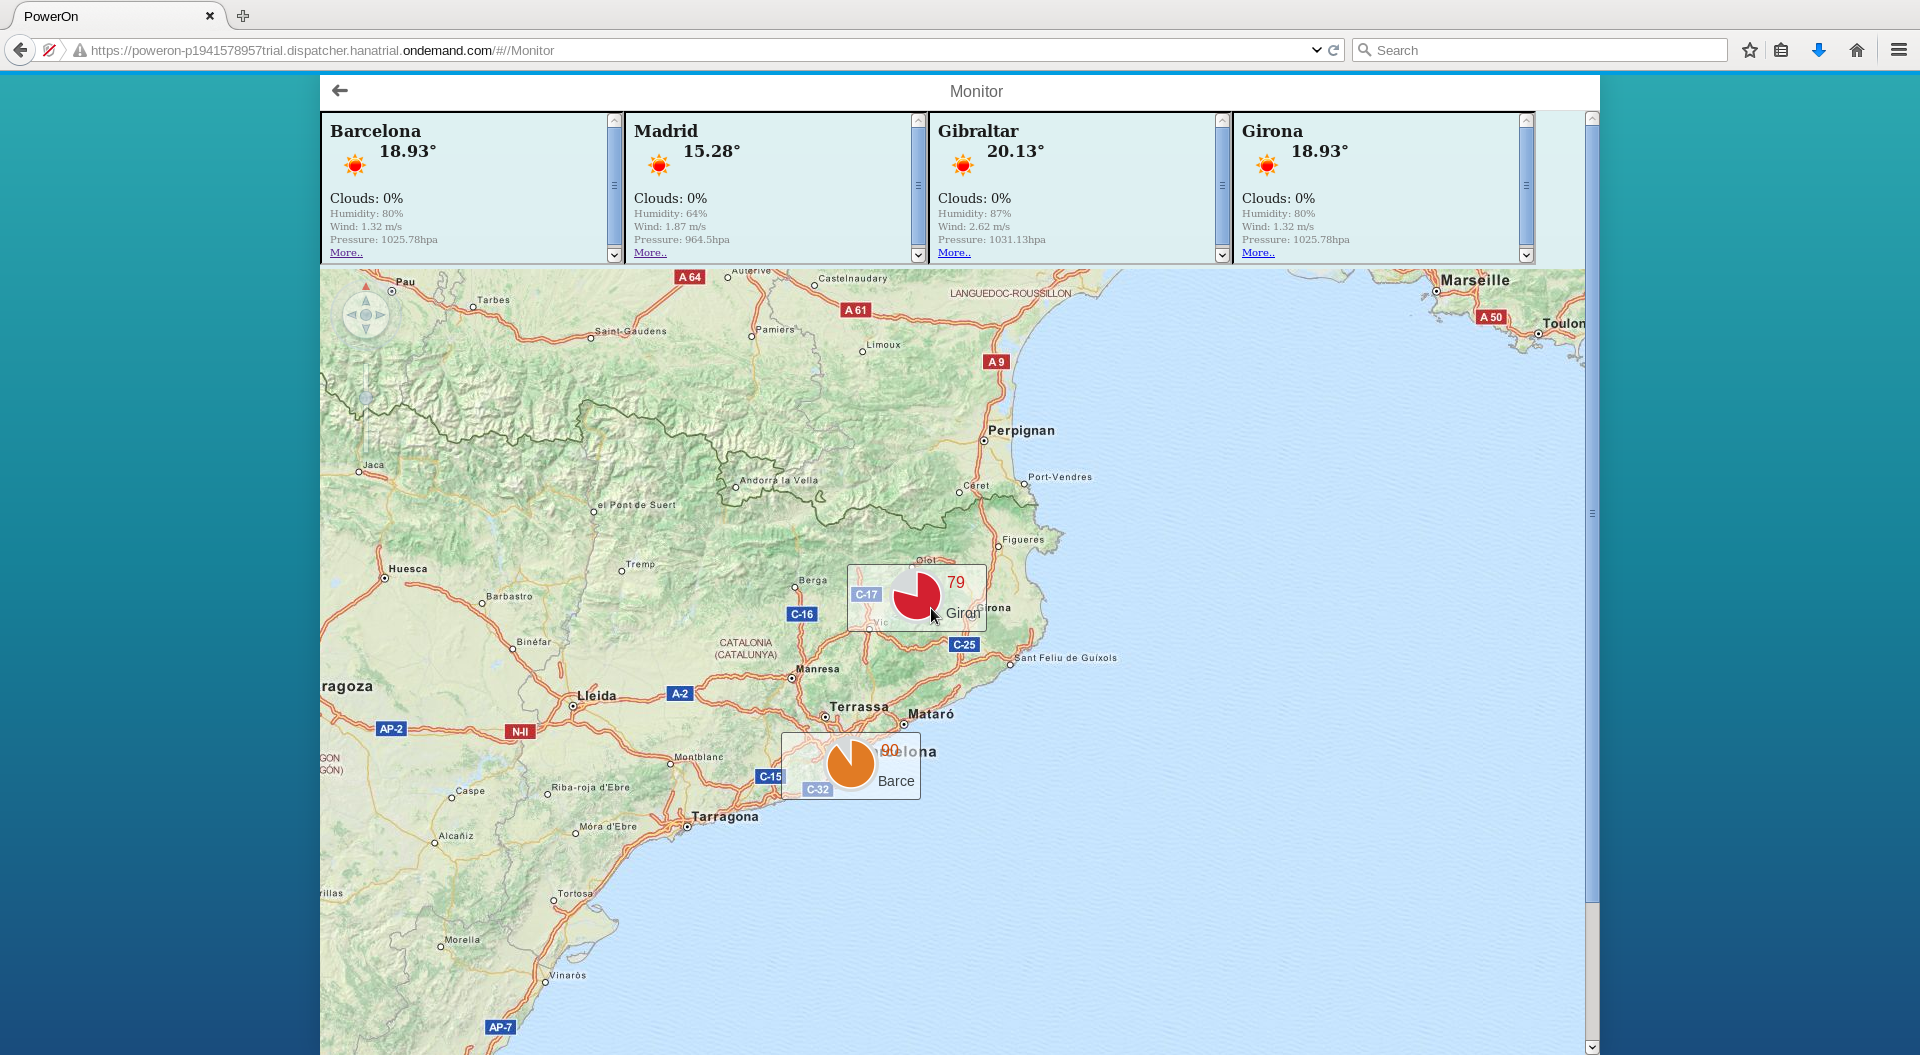 PowerOn
https://poweron-p1941578957trial.dispatcher.hanatrial.ondemand.com/#//Monitor
Search
Monitor
Barcelona
18.93°
Clouds: 0%
Humidity: 80%
Wind: 1.32 m/s
Pressure: 1025.78hpa
More..
Madrid
15.28°
Clouds: 0%
Humidity: 64%
Wind: 1.87 m/s
Pressure: 964.5hpa
More..
Gibraltar
20.13°
Clouds: 0%
Humidity: 87%
Wind: 2.62 m/s
Pressure: 1031.13hpa
More..
Girona
18.93°
Clouds: 0%
Humidity: 80%
Wind: 1.32 m/s
Pressure: 1025.78hpa
More..
Pau
A 64
Auterive
Castelnaudary
LANGUEDOC-ROUSSILLON
Marseille
Tarbes
A 61
A 50
Toulon
Saint-Gaudens
Pamiers
Limoux
A 9
Perpignan
Jaca
Andorra la Vella
Céret
Port-Vendres
el Pont de Suert
Figueres
Olot
Huesca
Tremp
Berga
79
C-17
Barbastro
C-16
Girona
Giron
Vic
Binéfar
CATALONIA
(CATALUNYA)
C-25
Sant Feliu de Guíxols
Manresa
ragoza
Lleida
A-2
Terrassa
Mataró
AP-2
N-II
90
rcelona
GON
GÓN)
Montblanc
C-15
Barce
C-32
Caspe
Riba-roja d'Ebre
Tarragona
Móra d'Ebre
Alcañiz
rillas
Tortosa
Morella
Vinaròs
AP-7